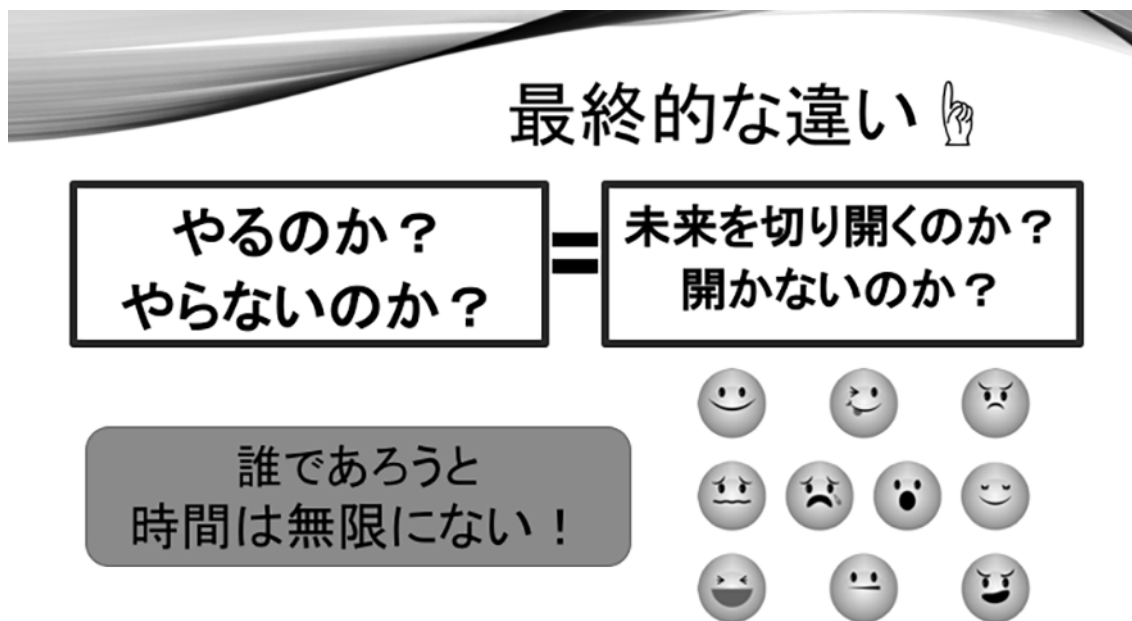 最終的な違い☝
やるのか？
やらないのか？
=
未来を切り開くのか？
開かないのか？
誰であろうと
時間は無限にない！